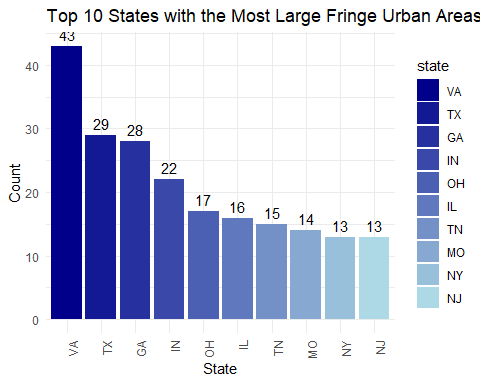 Top 10 States with the Most Large Fringe Urban Areas
43
29
28
22
17
16
15
14
13
13
40
30
20
10
0
Count
VA
TX
GA
IN
OH
IL
TN
MO
NY
NJ
State
state
VA
TX
GA
IN
OH
IL
TN
MO
NY
NJ